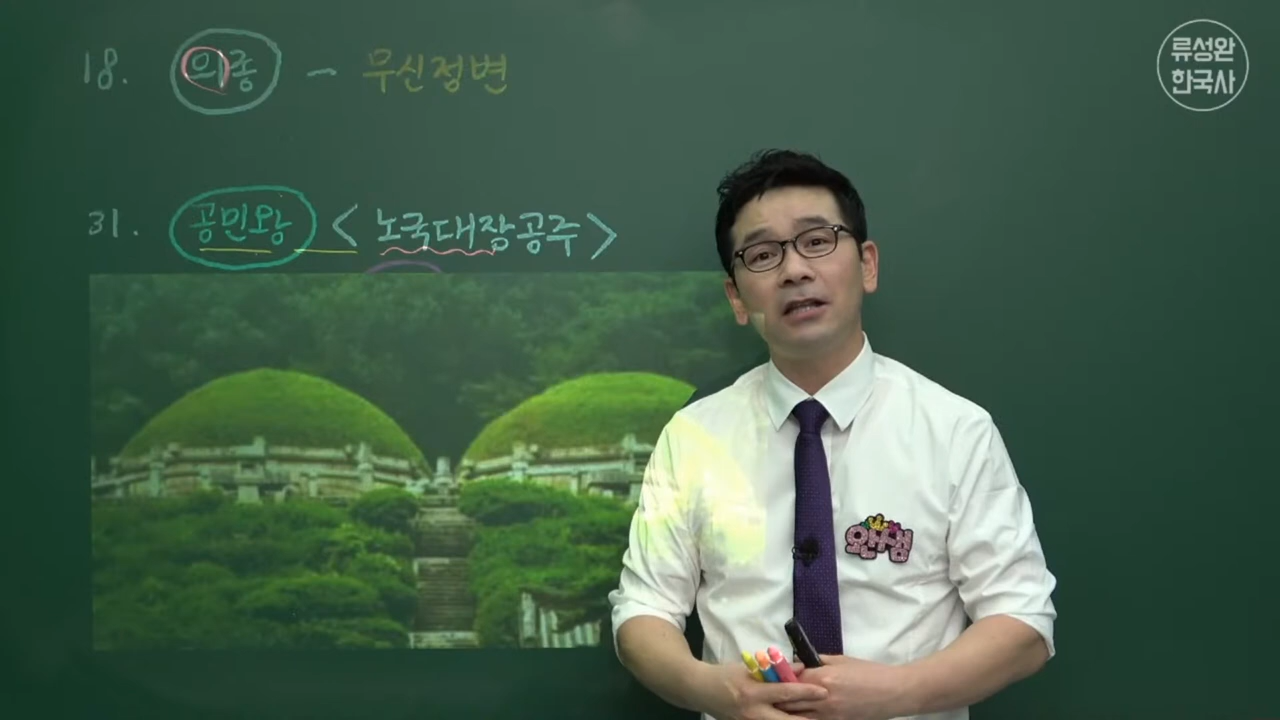 18. 의종 - 무신정변
31. 공민왕 < 노국대장공주 >
류성완
한국사
완샘